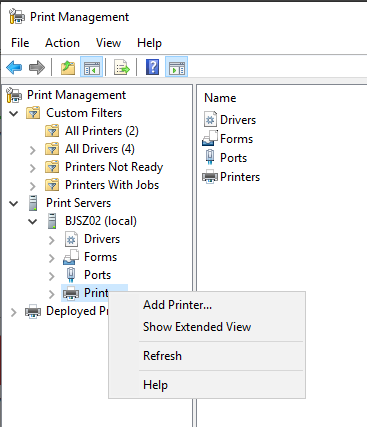 Print Management
File Action View Help
Print Management
Custom Filters
All Printers (2)
All Drivers (4)
Printers Not Ready
Printers With Jobs
Print Servers
BJSZ02 (local)
Drivers
Forms
Ports
Print
Deployed Pr
Name
Drivers
Forms
Ports
Printers
Add Printer...
Show Extended View
Refresh
Help